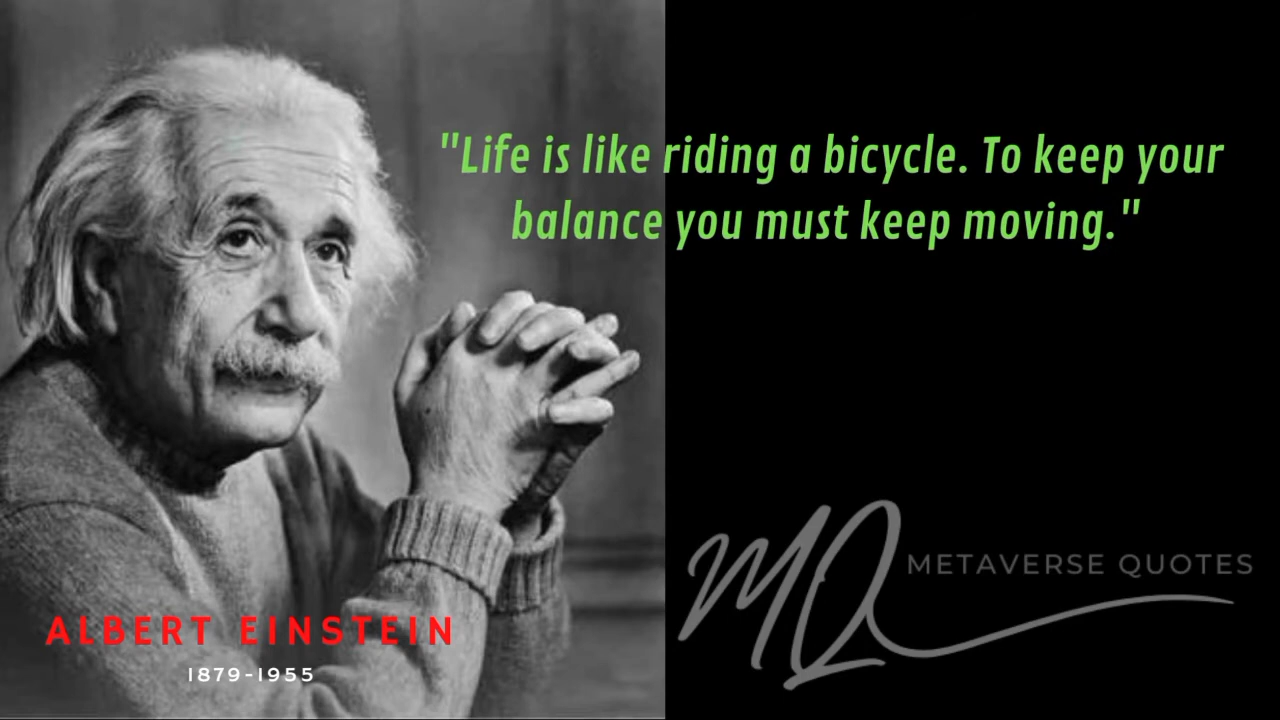 "Life is like riding a bicycle. To keep your
balance you must keep moving."
MQ METAVERSE QUOTES
ALBERT EINSTEIN
1879-1955